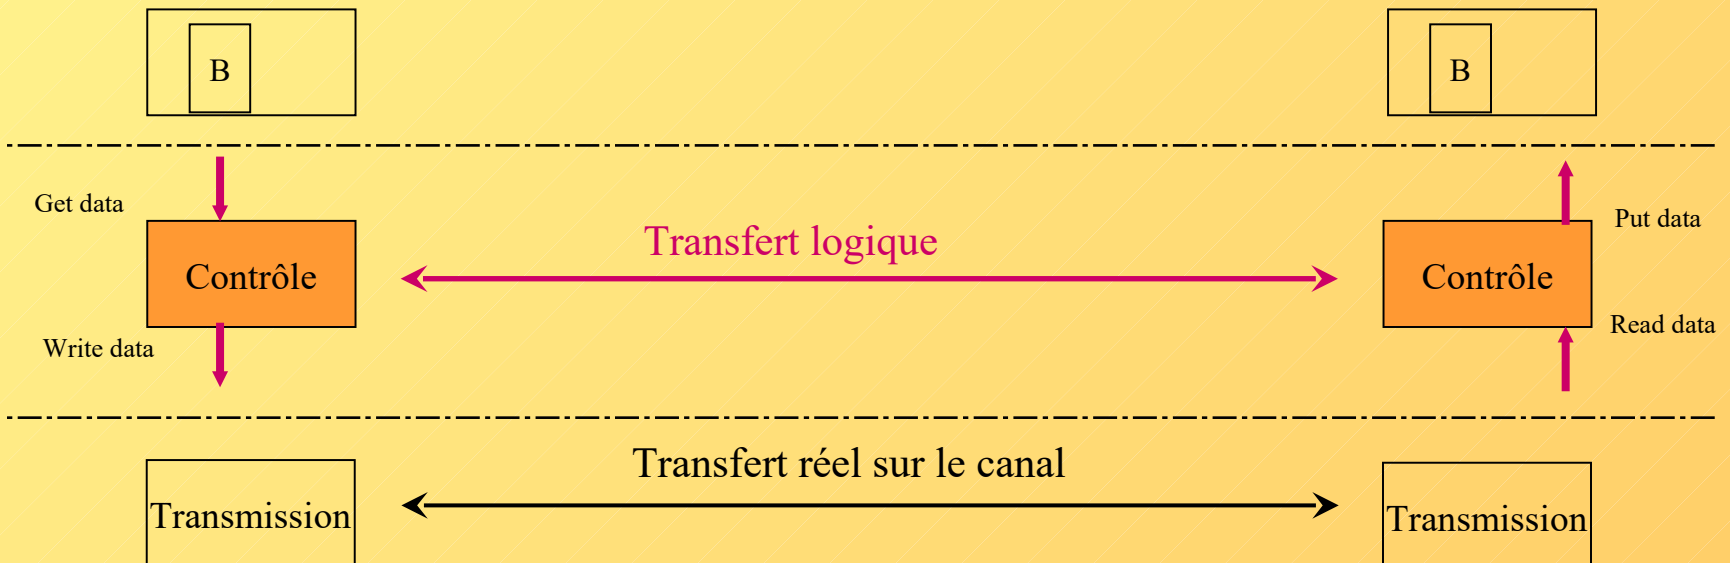 B
B
Get data
Put data
Transfert logique
Contrôle
Contrôle
Write data
Read data
Transfert réel sur le canal
Transmission
Transmission